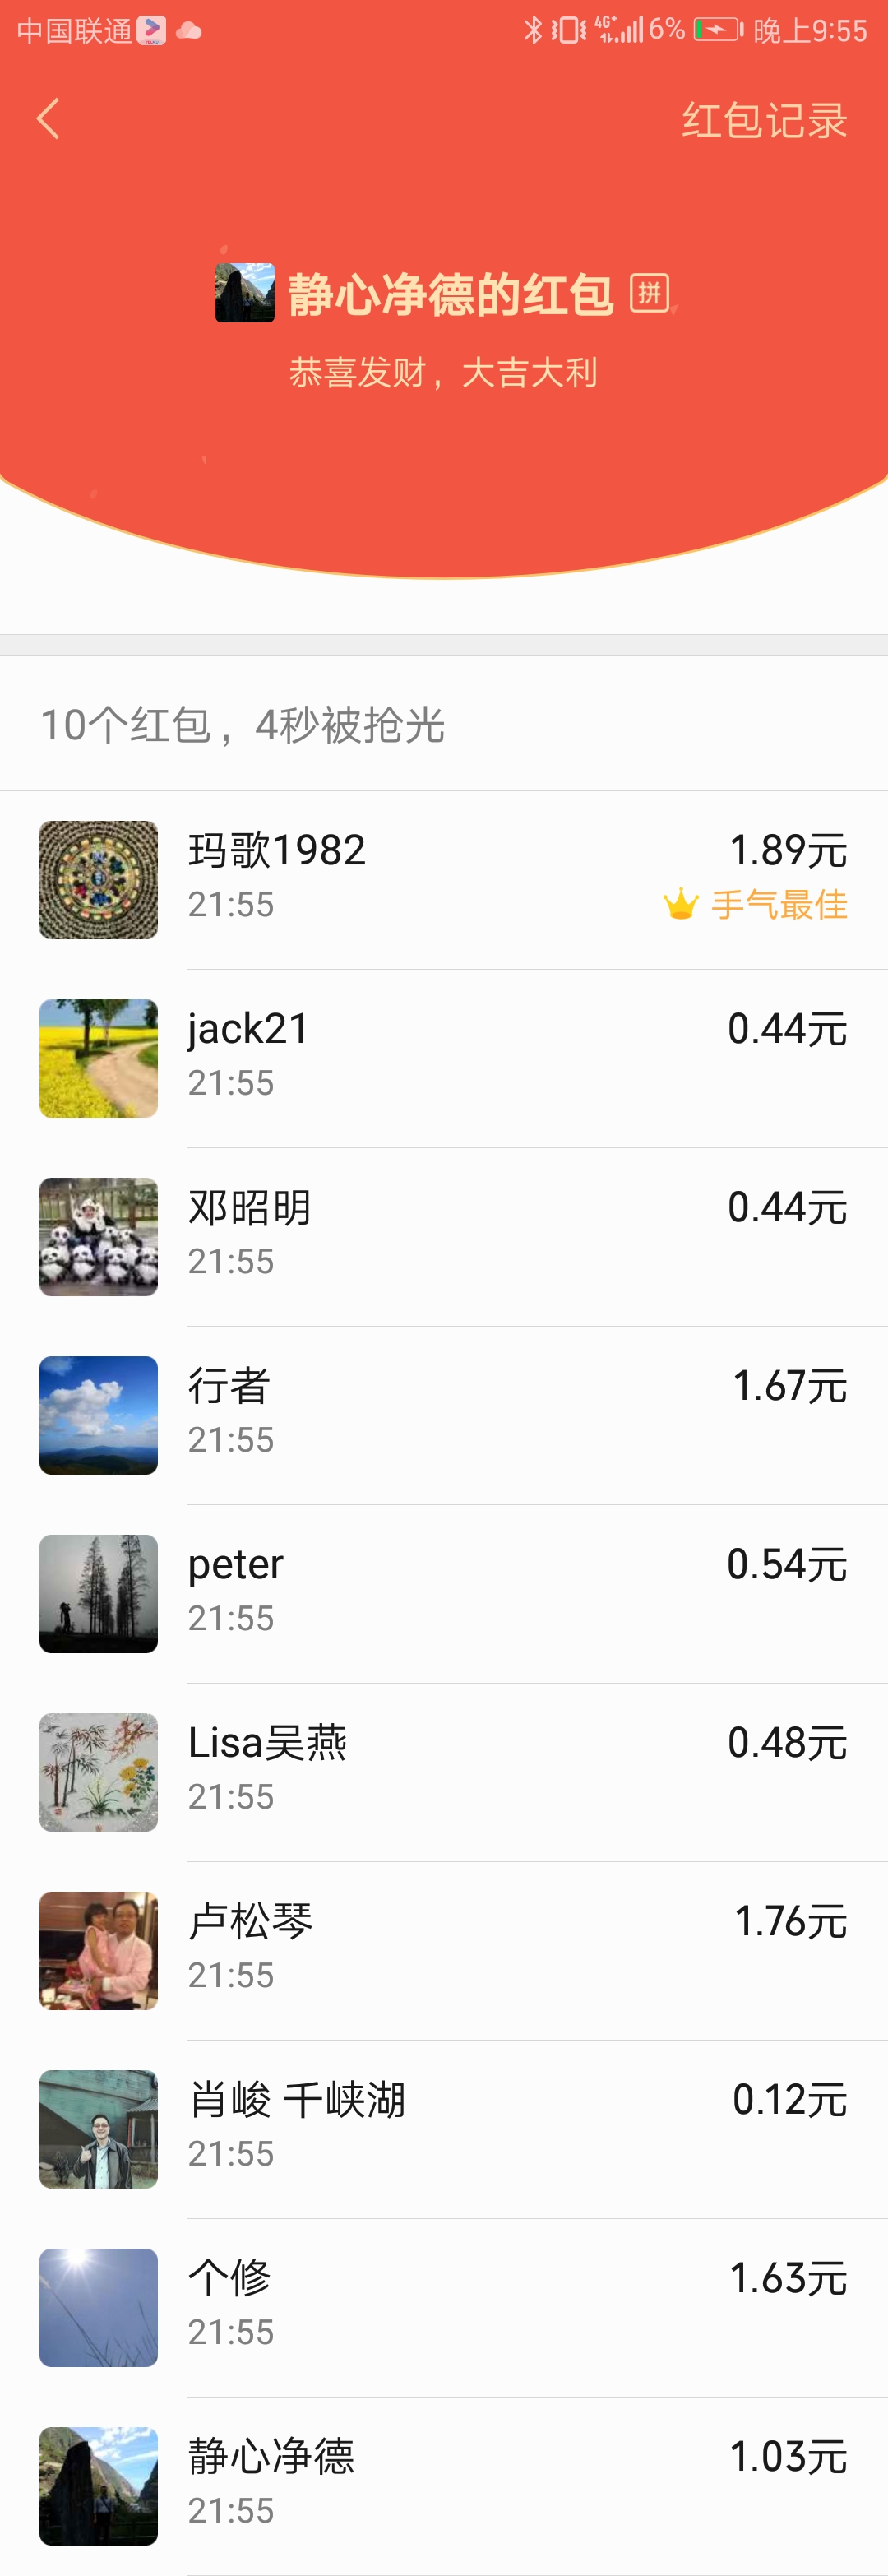 中国联通 4G+ 6% 晚上9:55
红包记录
静心净德的红包 拼
恭喜发财，大吉大利
10个红包，4秒被抢光
玛歌1982 1.89元
21:55 手气最佳
jack21 0.44元
21:55
邓昭明 0.44元
21:55
行者 1.67元
21:55
peter 0.54元
21:55
Lisa吴燕 0.48元
21:55
卢松琴 1.76元
21:55
肖峻 千峡湖 0.12元
21:55
个修 1.63元
21:55
静心净德 1.03元
21:55